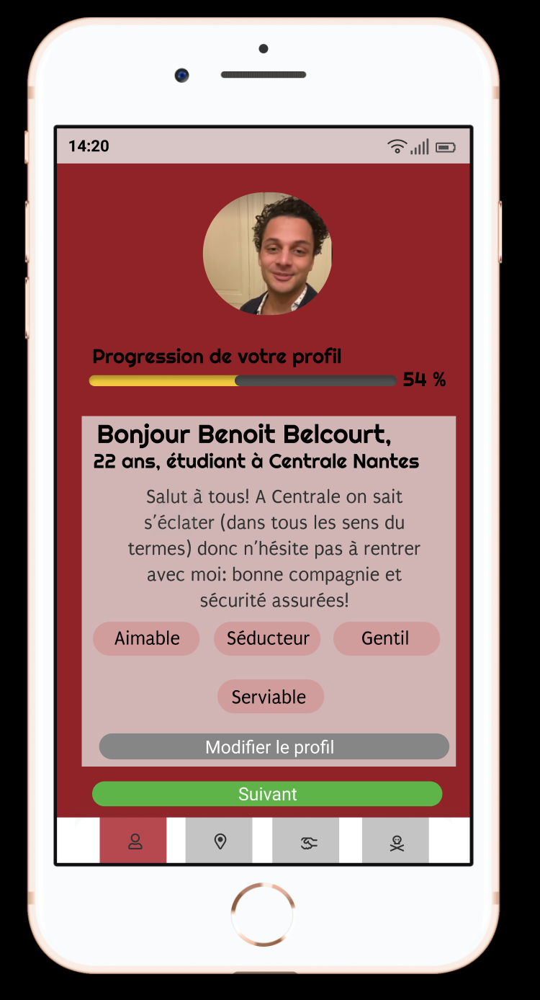 14:20
Progression de votre profil
54 %
Bonjour Benoit Belcourt,
22 ans, étudiant à Centrale Nantes
Salut à tous! A Centrale on sait
s'éclater (dans tous les sens du
termes) donc n'hésite pas à rentrer
avec moi: bonne compagnie et
sécurité assurées!
Aimable Séducteur Gentil
Serviable
Modifier le profil
Suivant